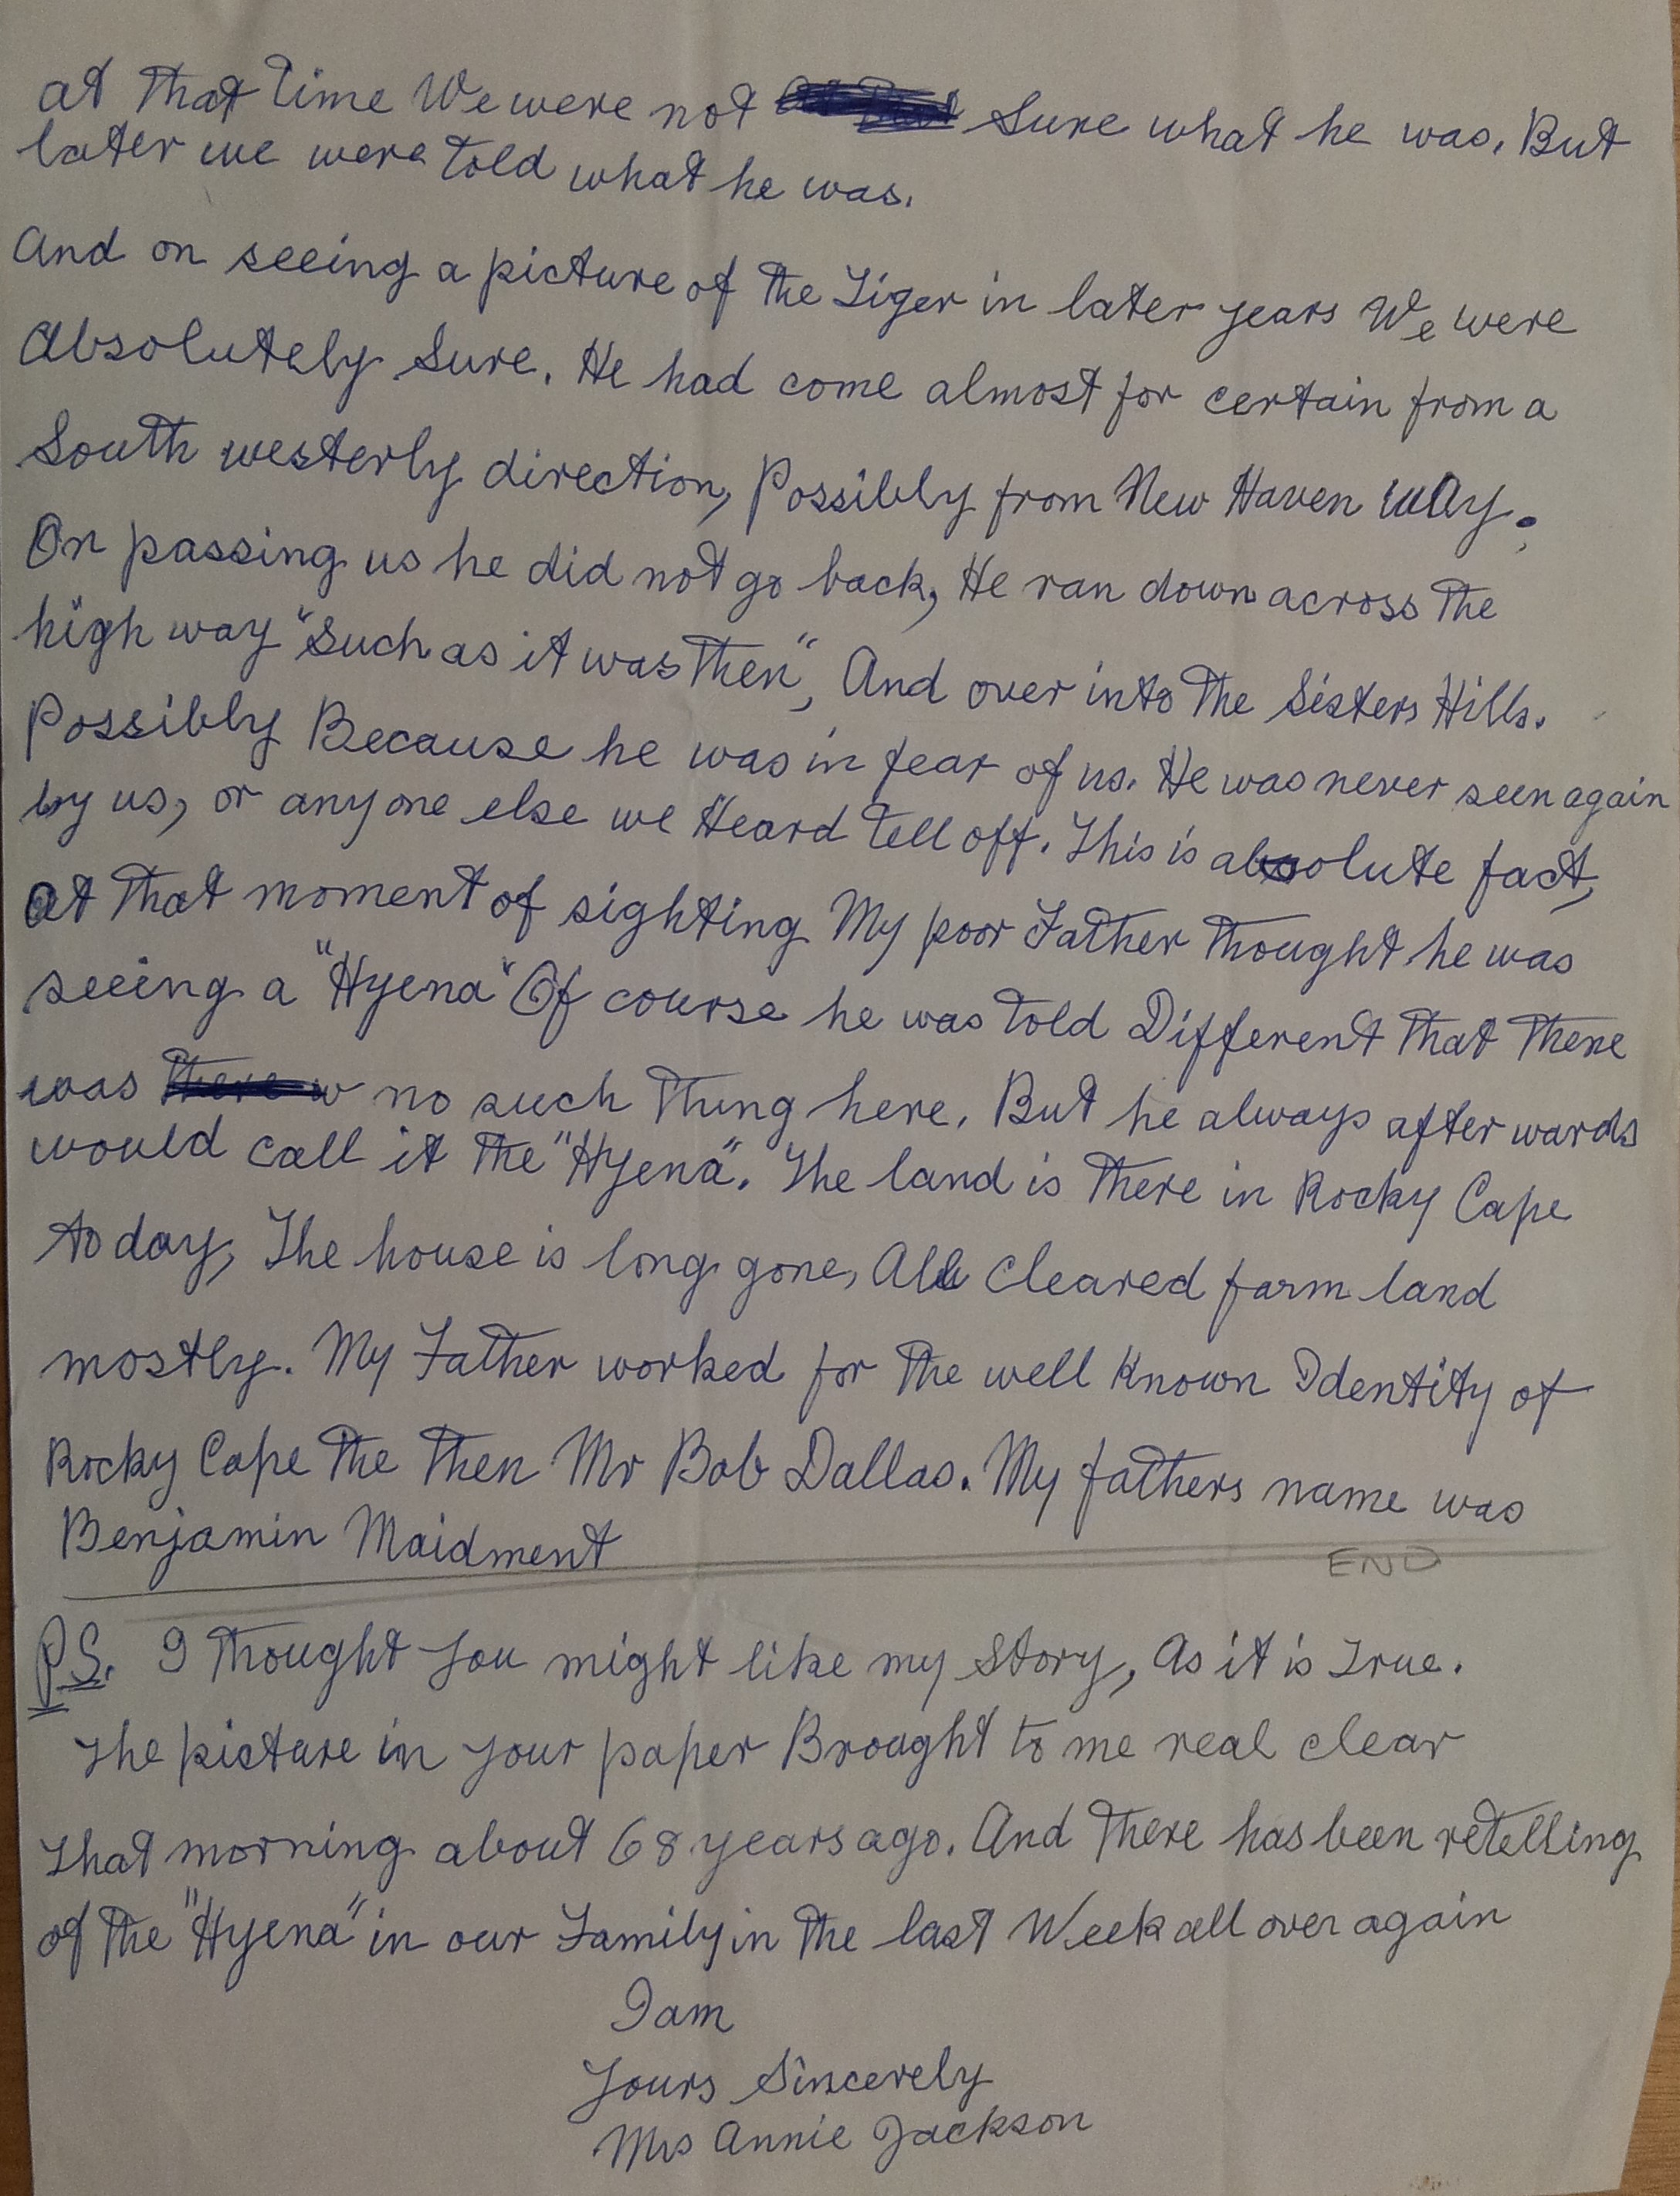 at That Time We were not Sure what he was. But
later we were Told what he was.
And on seeing a picture of The Tiger in later years We were
Absolutely Sure. He had come almost for certain from a
South westerly direction, Possibly from New Haven way.
On passing us he did not go back, He ran down across The
high way "Such as it was Then", And over into The Sisters Hills.
Possibly Because he was in fear of us. He was never seen again
by us, or any one else we Heard Tell off. This is absolute fact,
At That moment of sighting My poor Father Thought he was
seeing a "Hyena" Of course he was Told Different That There
was there w no such Thing here. But he always after wards
would call it The "Hyena". The land is There in Rocky Cape
to day, The house is long gone, All Cleared farm land
mostly. My Father worked for The well Known Identity of
Rocky Cape The Then Mr Bob Dallas. My fathers name was
Benjamin Maidment
END
P.S. I Thought You might like my Story, As it is True.
The picture in your paper Brought to me real clear
That morning about 68 years ago. And There has been retelling
of The "Hyena" in our Family in The last Week all over again
I am
Yours Sincerely
Mrs Annie Jackson